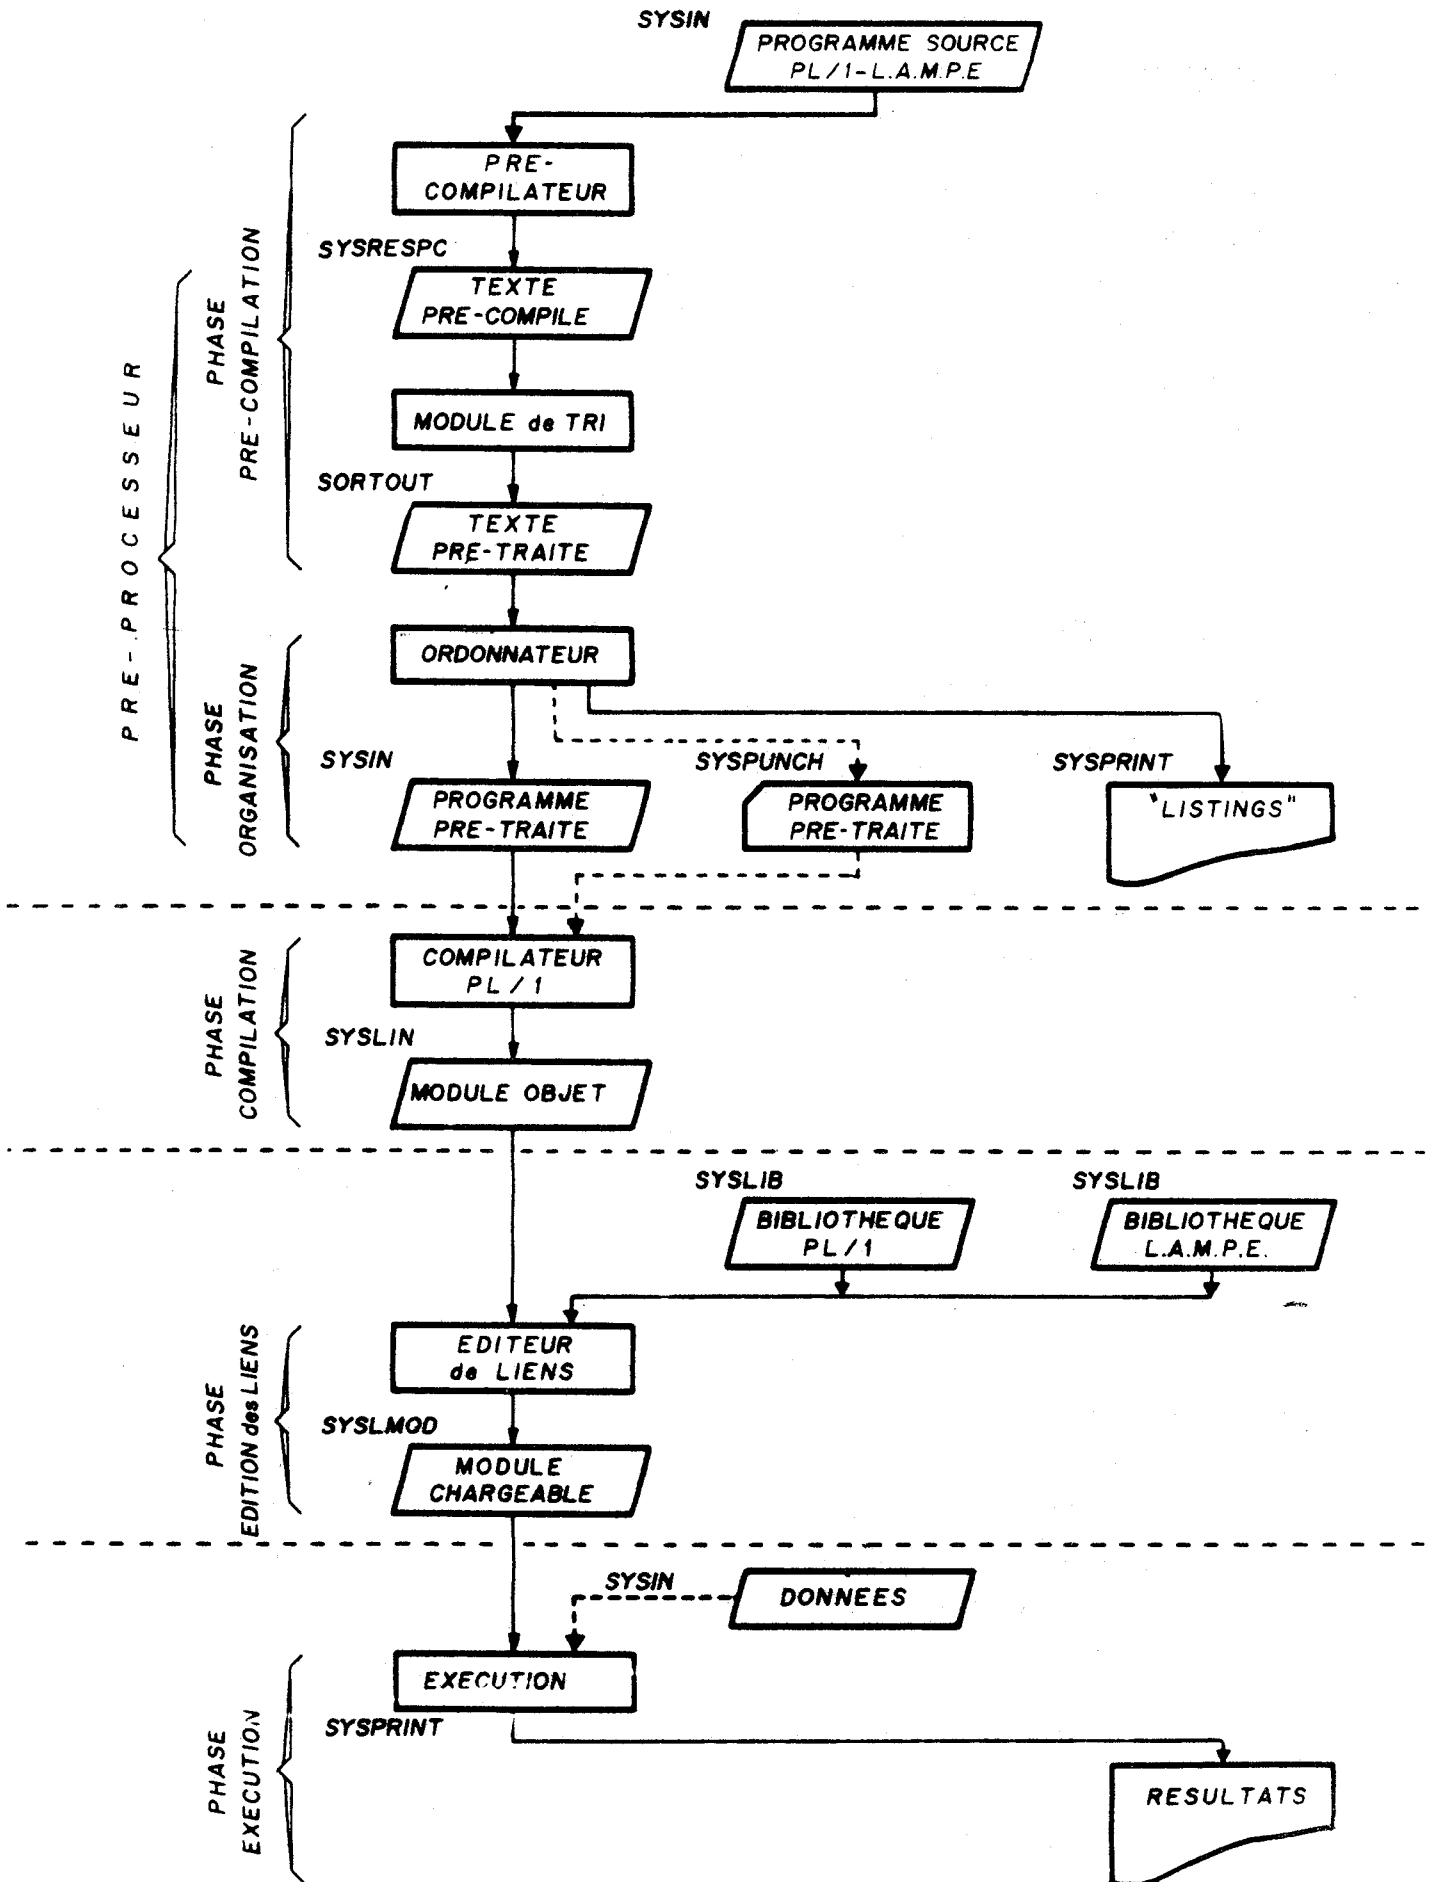 SYSIN
PROGRAMME SOURCE
PL/1-L.A.M.P.E
PRE-
COMPILATEUR
SYSRESPC
TEXTE
PRE-COMPILE
MODULE de TRI
SORTOUT
TEXTE
PRE-TRAITE
PHASE
PRE-COMPILATION
PRE-PROCESSEUR
ORDONNATEUR
PHASE
ORGANISATION
SYSIN
PROGRAMME
PRE-TRAITE
SYSPUNCH
PROGRAMME
PRE-TRAITE
SYSPRINT
"LISTINGS"
PHASE
COMPILATION
COMPILATEUR
PL/1
SYSLIN
MODULE OBJET
SYSLIB
BIBLIOTHEQUE
PL/1
SYSLIB
BIBLIOTHEQUE
L.A.M.P.E.
PHASE
EDITION des LIENS
EDITEUR
de LIENS
SYSLMOD
MODULE
CHARGEABLE
SYSIN
DONNEES
PHASE
EXECUTION
EXECUTION
SYSPRINT
RESULTATS